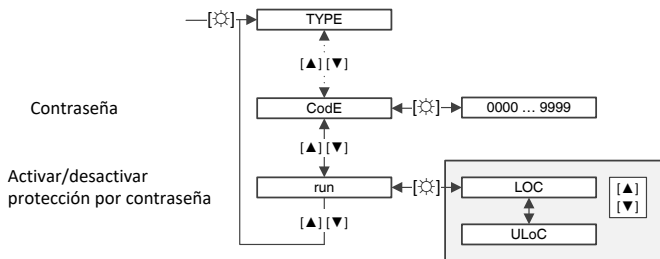 [☼] TYPE
[▲] [▼]
Contraseña CodE [☼] 0000 ... 9999
[▲] [▼]
Activar/desactivar
protección por contraseña run [☼] LOC [▲]
[▼]
[▲] [▼]
ULoC